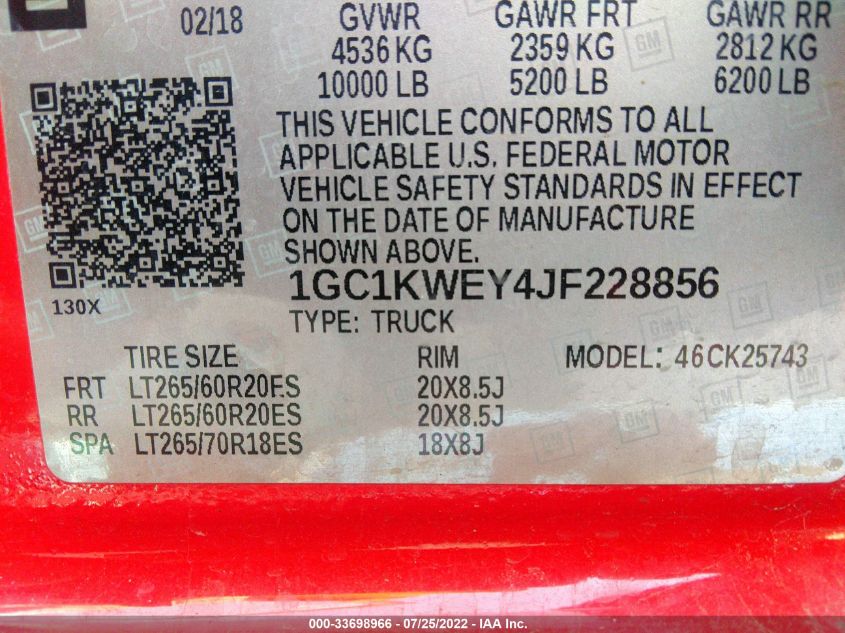 02/18 GVWR GAWR FRT GAWR RR
4536 KG 2359 KG 2812 KG
10000 LB 5200 LB 6200 LB
THIS VEHICLE CONFORMS TO ALL
APPLICABLE U.S. FEDERAL MOTOR
VEHICLE SAFETY STANDARDS IN EFFECT
ON THE DATE OF MANUFACTURE
SHOWN ABOVE.
1GC1KWEY4JF228856
130X
TYPE: TRUCK
TIRE SIZE RIM MODEL: 46CK25743
FRT LT265/60R20ES 20X8.5J
RR LT265/60R20ES 20X8.5J
SPA LT265/70R18ES 18X8J
000-33698966 - 07/25/2022 - IAA Inc.